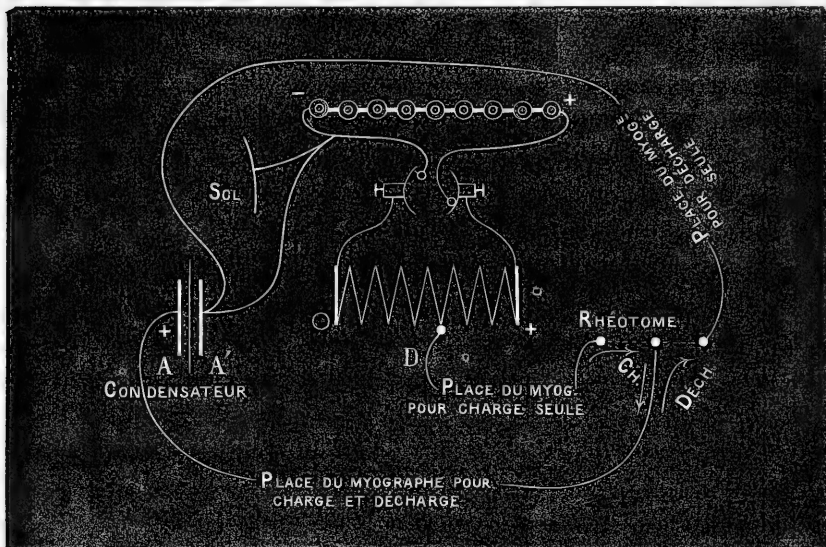 − +
SOL
PLACE DU MYOGE
POUR DÉCHARGE
SEULE
+
A A′
CONDENSATEUR
+
D
RHÉOTOME
CH.
DÉCH.
PLACE DU MYOG.
POUR CHARGE SEULE
PLACE DU MYOGRAPHE POUR
CHARGE ET DÉCHARGE